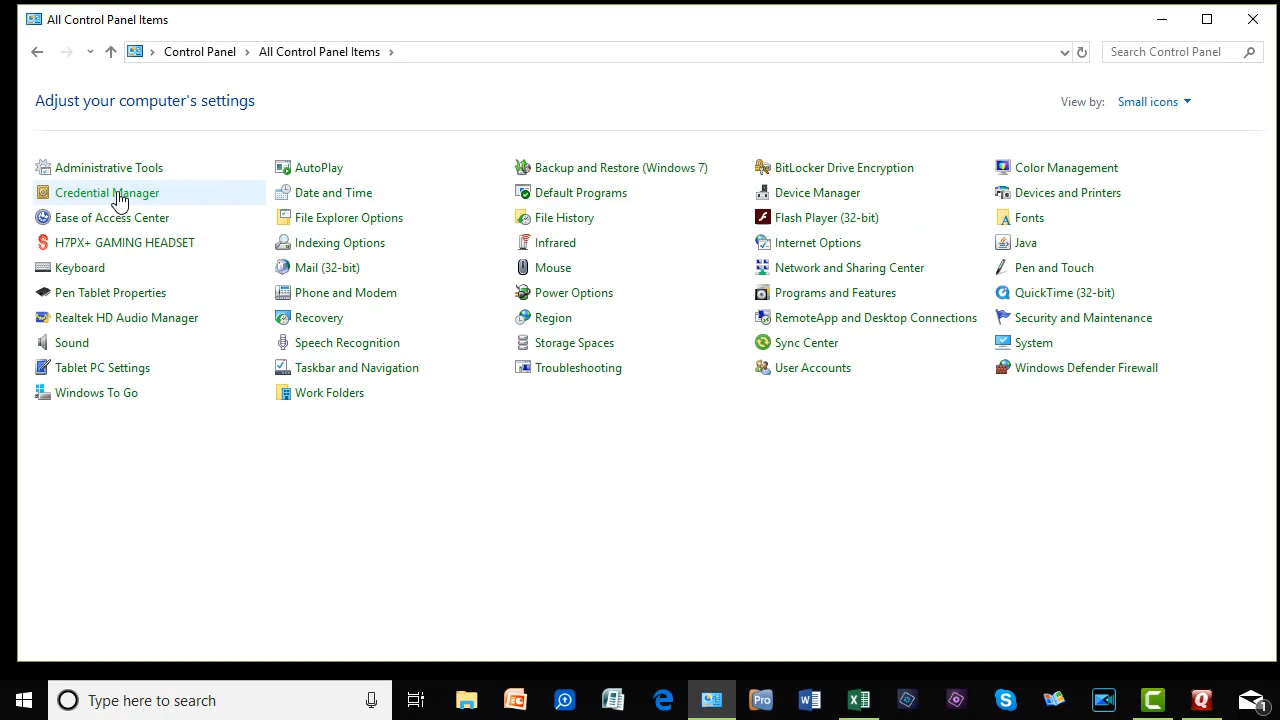 All Control Panel Items
Control Panel > All Control Panel Items >
Search Control Panel
Adjust your computer's settings
View by: Small icons
Administrative Tools
AutoPlay
Backup and Restore (Windows 7)
BitLocker Drive Encryption
Color Management
Credential Manager
Date and Time
Default Programs
Device Manager
Devices and Printers
Ease of Access Center
File Explorer Options
File History
Flash Player (32-bit)
Fonts
H7PX+ GAMING HEADSET
Indexing Options
Infrared
Internet Options
Java
Keyboard
Mail (32-bit)
Mouse
Network and Sharing Center
Pen and Touch
Pen Tablet Properties
Phone and Modem
Power Options
Programs and Features
QuickTime (32-bit)
Realtek HD Audio Manager
Recovery
Region
RemoteApp and Desktop Connections
Security and Maintenance
Sound
Speech Recognition
Storage Spaces
Sync Center
System
Tablet PC Settings
Taskbar and Navigation
Troubleshooting
User Accounts
Windows Defender Firewall
Windows To Go
Work Folders
Type here to search
Pro
1